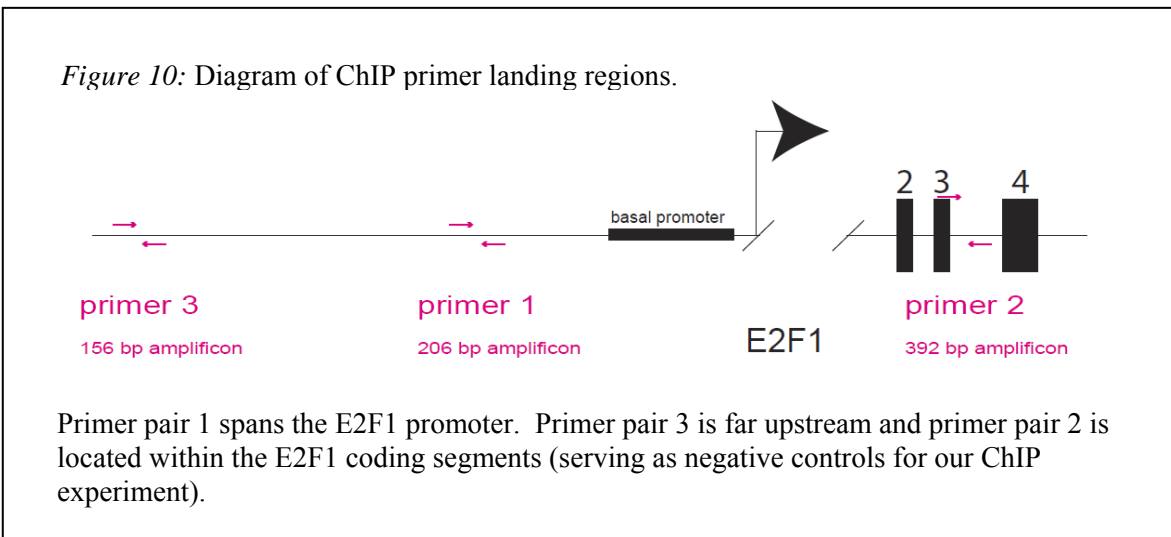 Figure 10: Diagram of ChIP primer landing regions.
2 3 4
basal promoter
primer 3
primer 1
primer 2
156 bp amplificon
206 bp amplificon
E2F1
392 bp amplificon
Primer pair 1 spans the E2F1 promoter.  Primer pair 3 is far upstream and primer pair 2 is
located within the E2F1 coding segments (serving as negative controls for our ChIP
experiment).